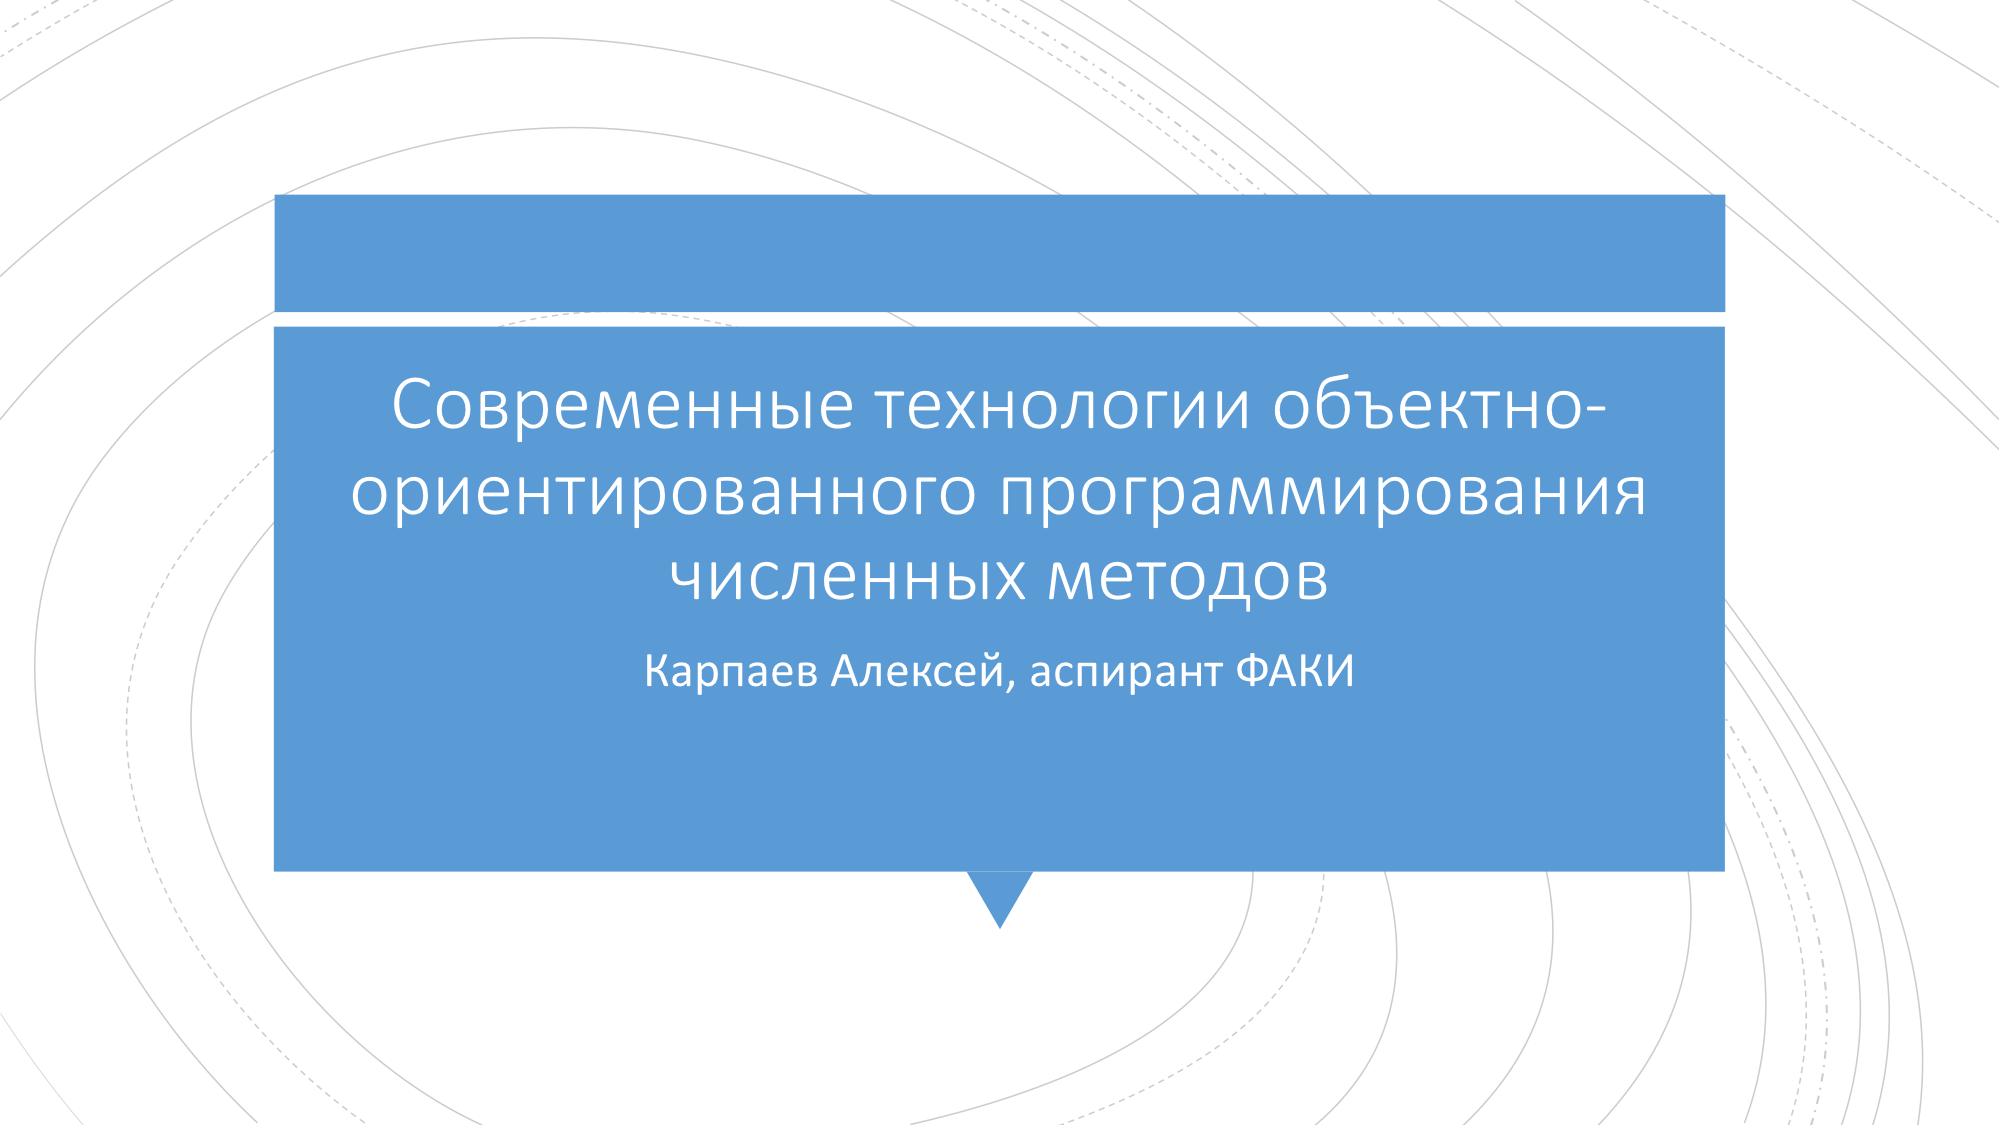 Современные технологии объектно-
ориентированного программирования
численных методов
Карпаев Алексей, аспирант ФАКИ